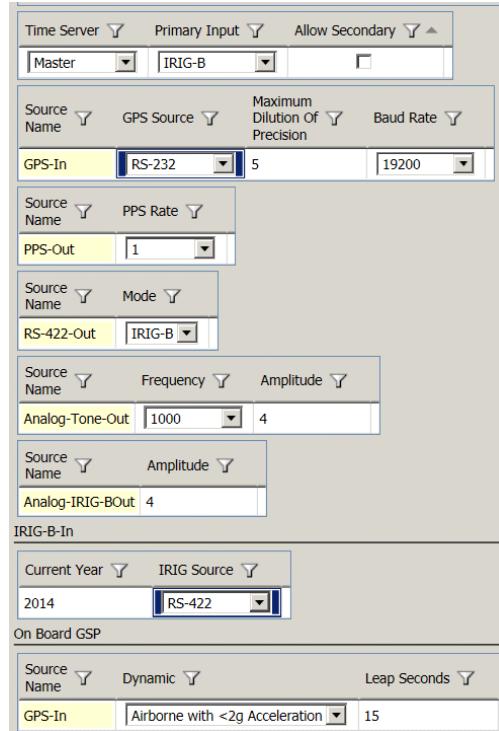 Time Server Primary Input Allow Secondary
Master IRIG-B
Source Name GPS Source Maximum Dilution Of Precision Baud Rate
GPS-In RS-232 5 19200
Source Name PPS Rate
PPS-Out 1
Source Name Mode
RS-422-Out IRIG-B
Source Name Frequency Amplitude
Analog-Tone-Out 1000 4
Source Name Amplitude
Analog-IRIG-BOut 4
IRIG-B-In
Current Year IRIG Source
2014 RS-422
On Board GSP
Source Name Dynamic Leap Seconds
GPS-In Airborne with <2g Acceleration 15